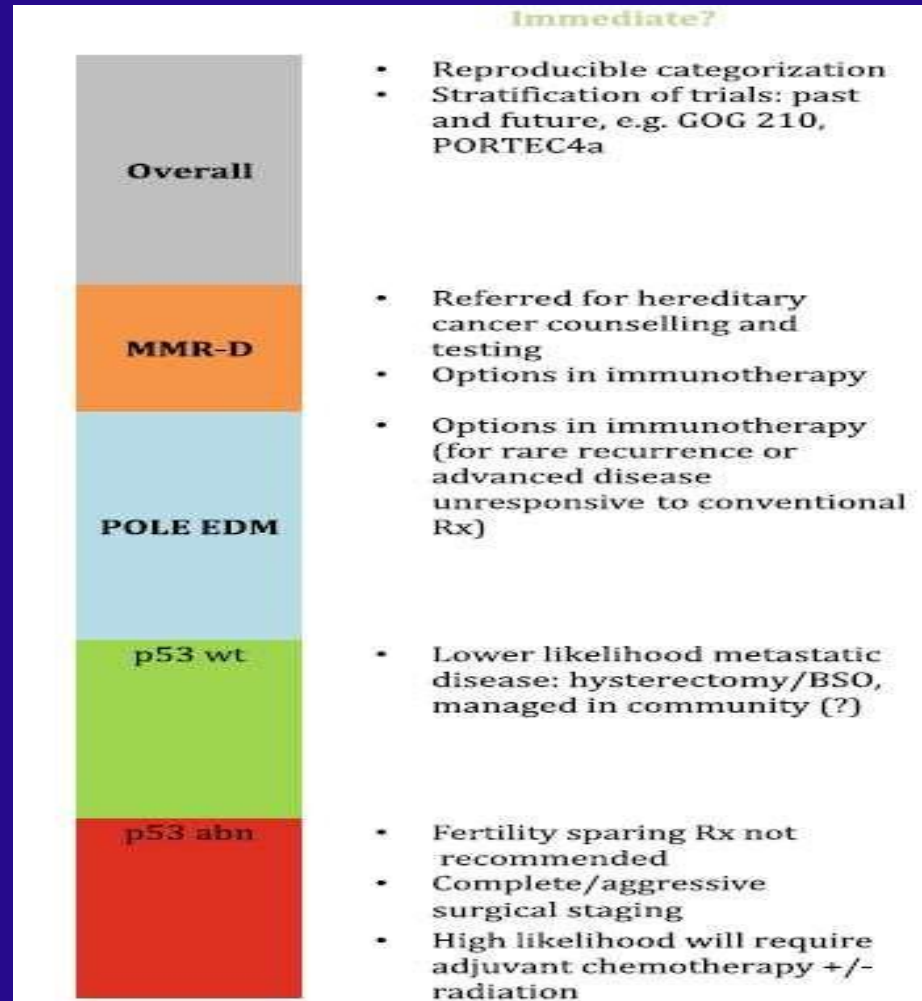 Immediate?
Overall
• Reproducible categorization
• Stratification of trials: past
and future, e.g. GOG 210,
PORTEC4a
MMR-D
• Referred for hereditary
cancer counselling and
testing
• Options in immunotherapy
POLE EDM
• Options in immunotherapy
(for rare recurrence or
advanced disease
unresponsive to conventional
Rx)
p53 wt
• Lower likelihood metastatic
disease: hysterectomy/BSO,
managed in community (?)
p53 abn
• Fertility sparing Rx not
recommended
• Complete/aggressive
surgical staging
• High likelihood will require
adjuvant chemotherapy +/-
radiation